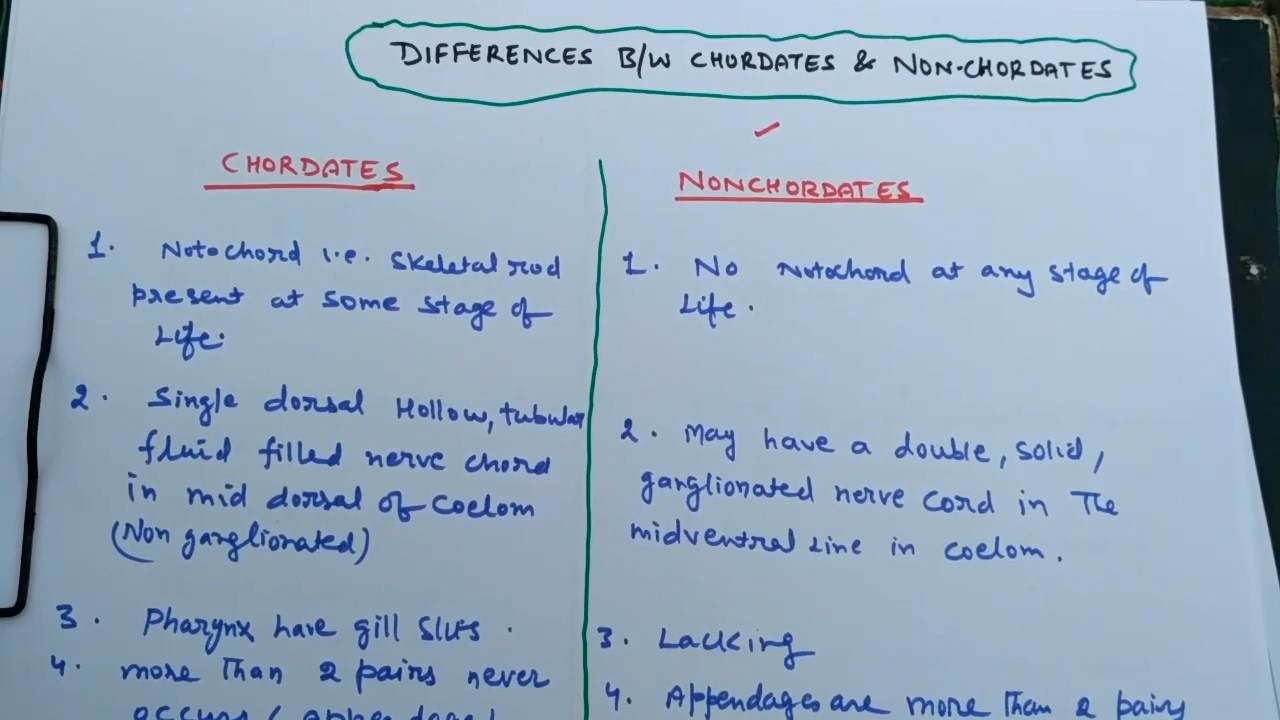 DIFFERENCES B/W CHORDATES & NON-CHORDATES
CHORDATES
1. Notochord i.e. skeletal rod
present at some stage of
Life.
2. Single dorsal Hollow, tubular
fluid filled nerve chord
in mid dorsal of coelom
(Non ganglionated)
3. Pharynx have gill slits.
4. more than 2 pairs never
occurs (appendage)
NONCHORDATES
1. No Notochord at any stage of
Life.
2. May have a double, solid,
ganglionated nerve cord in the
midventral line in coelom.
3. Lacking
4. Appendages are more than 2 pairs